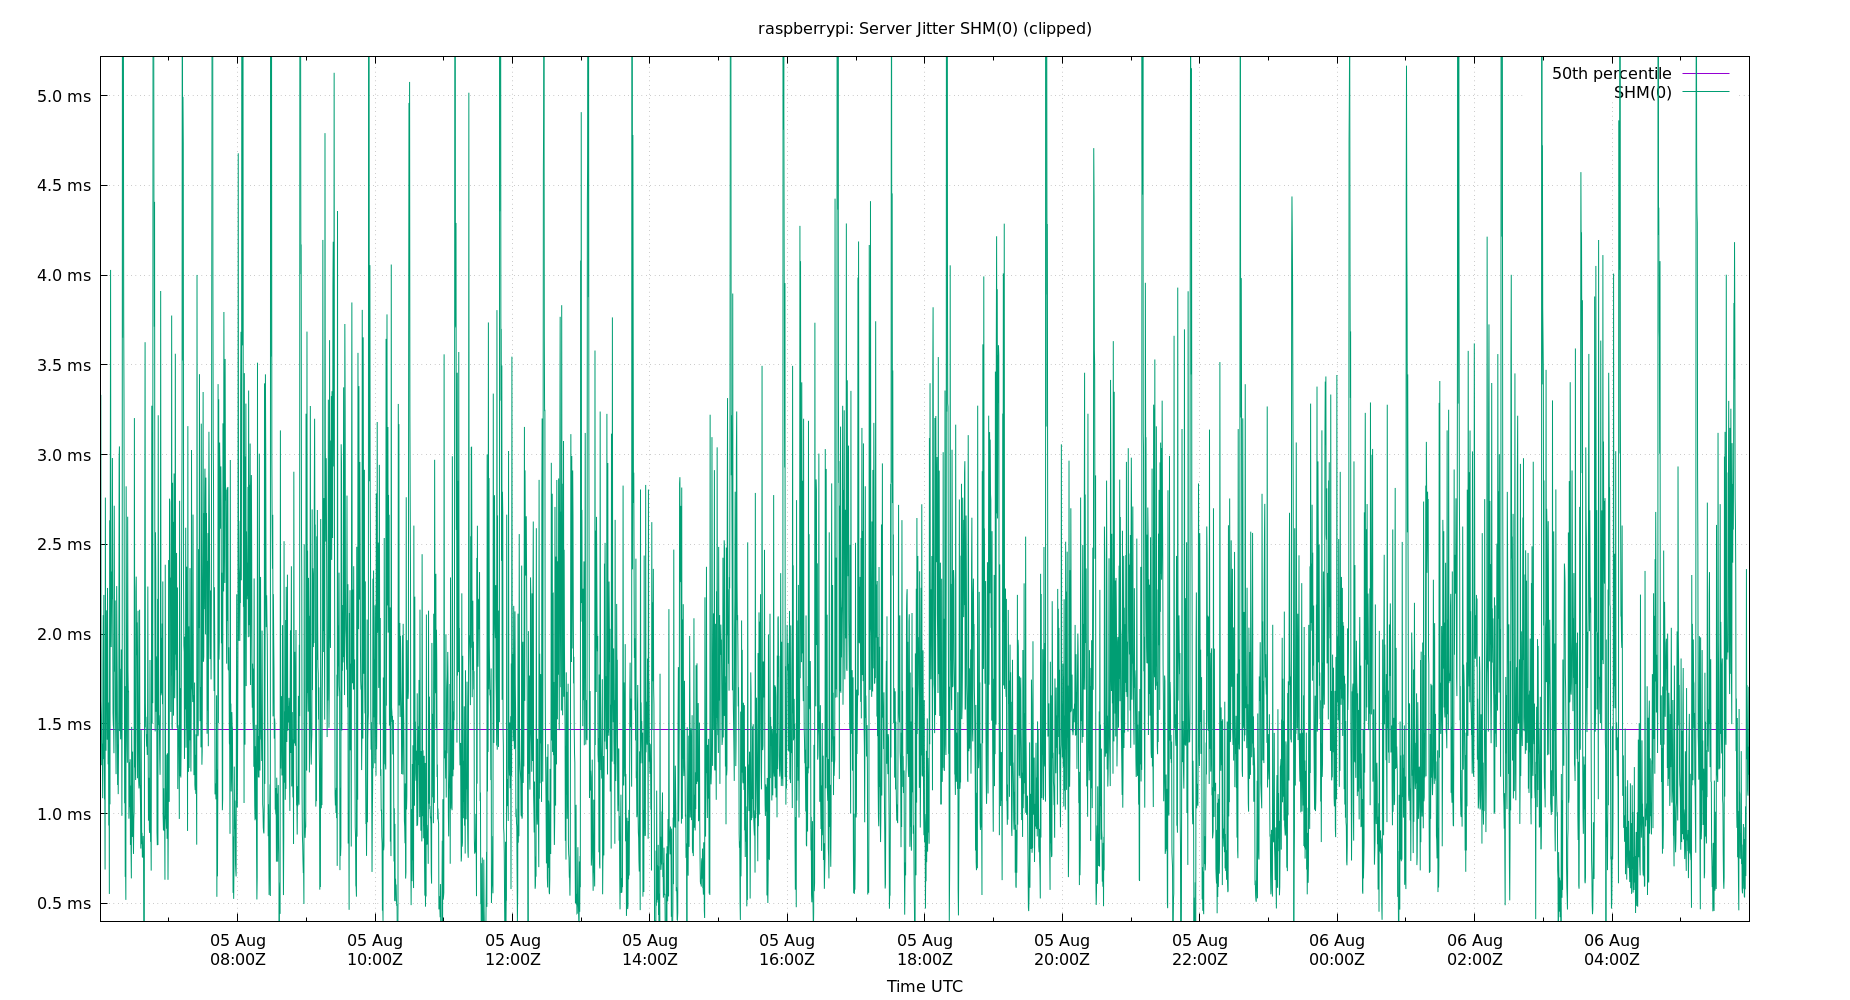 raspberrypi: Server Jitter SHM(0) (clipped)
50th percentile
SHM(0)
5.0 ms
4.5 ms
4.0 ms
3.5 ms
3.0 ms
2.5 ms
2.0 ms
1.5 ms
1.0 ms
0.5 ms
05 Aug 05 Aug 05 Aug 05 Aug 05 Aug 05 Aug 05 Aug 05 Aug 06 Aug 06 Aug 06 Aug
08:00Z 10:00Z 12:00Z 14:00Z 16:00Z 18:00Z 20:00Z 22:00Z 00:00Z 02:00Z 04:00Z
Time UTC